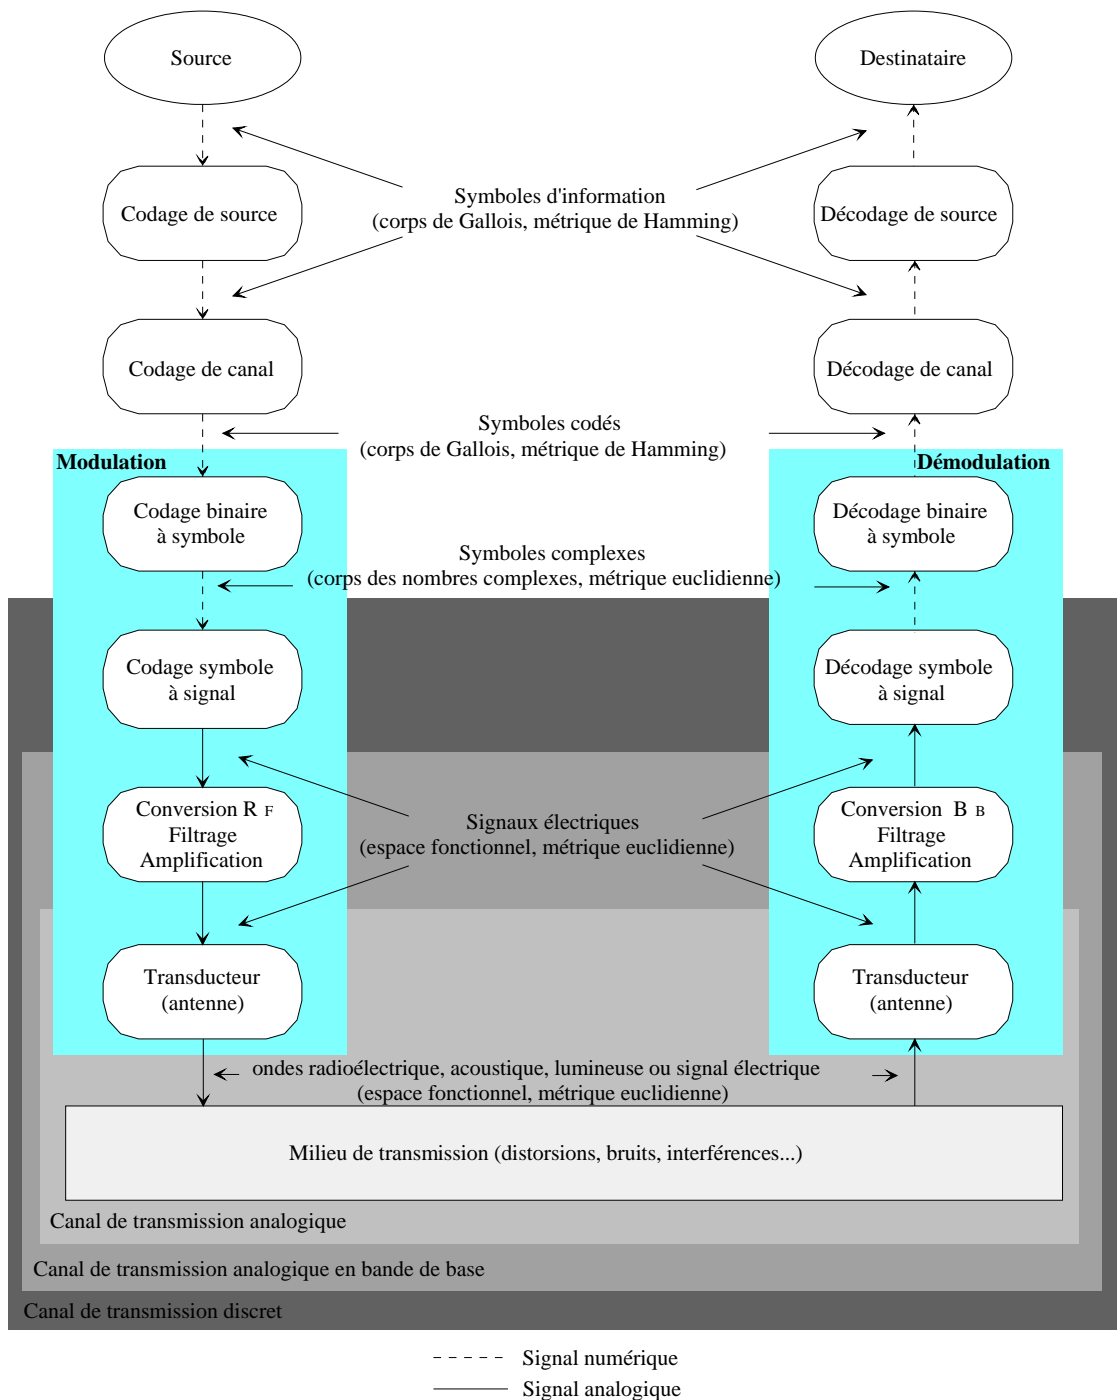 Source
Destinataire
Codage de source
Symboles d'information
(corps de Gallois, métrique de Hamming)
Décodage de source
Codage de canal
Décodage de canal
Symboles codés
(corps de Gallois, métrique de Hamming)
Modulation
Démodulation
Codage binaire
à symbole
Décodage binaire
à symbole
Symboles complexes
(corps des nombres complexes, métrique euclidienne)
Codage symbole
à signal
Décodage symbole
à signal
Conversion R F
Filtrage
Amplification
Signaux électriques
(espace fonctionnel, métrique euclidienne)
Conversion B B
Filtrage
Amplification
Transducteur
(antenne)
Transducteur
(antenne)
ondes radioélectrique, acoustique, lumineuse ou signal électrique
(espace fonctionnel, métrique euclidienne)
Milieu de transmission (distorsions, bruits, interférences...)
Canal de transmission analogique
Canal de transmission analogique en bande de base
Canal de transmission discret
Signal numérique
Signal analogique